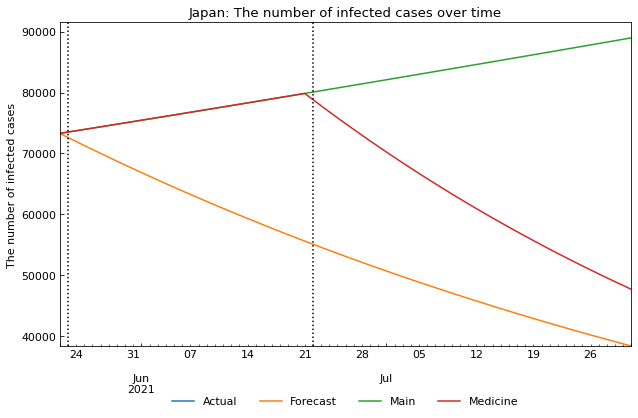 Japan: The number of infected cases over time
The number of infected cases
90000
80000
70000
60000
50000
40000
24 31 07 14 21 28 05 12 19 26
Jun Jul
2021
Actual Forecast Main Medicine